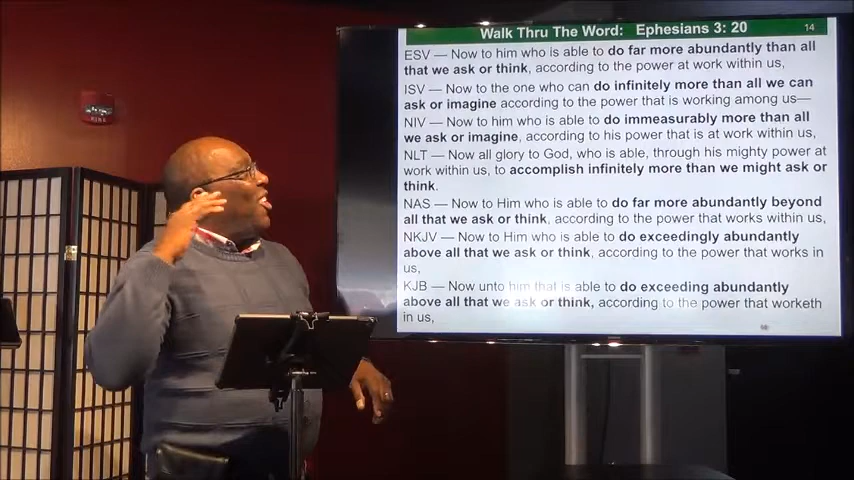 Walk Thru The Word: Ephesians 3: 20 14
ESV — Now to him who is able to do far more abundantly than all
that we ask or think, according to the power at work within us,
ISV — Now to the one who can do infinitely more than all we can
ask or imagine according to the power that is working among us—
NIV — Now to him who is able to do immeasurably more than all
we ask or imagine, according to his power that is at work within us,
NLT — Now all glory to God, who is able, through his mighty power at
work within us, to accomplish infinitely more than we might ask or
think.
NAS — Now to Him who is able to do far more abundantly beyond
all that we ask or think, according to the power that works within us,
NKJV — Now to Him who is able to do exceedingly abundantly
above all that we ask or think, according to the power that works in
us,
KJB — Now unto him that is able to do exceeding abundantly
above all that we ask or think, according to the power that worketh
in us,